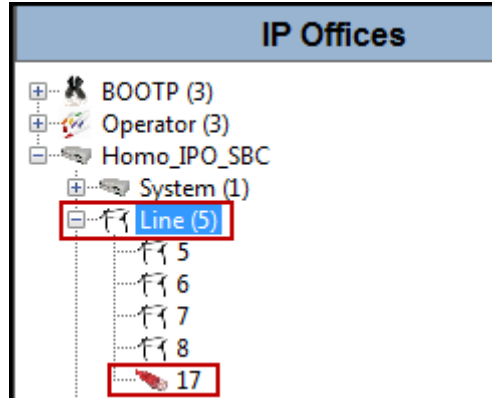 IP Offices
BOOTP (3)
Operator (3)
Homo_IPO_SBC
System (1)
Line (5)
5
6
7
8
17